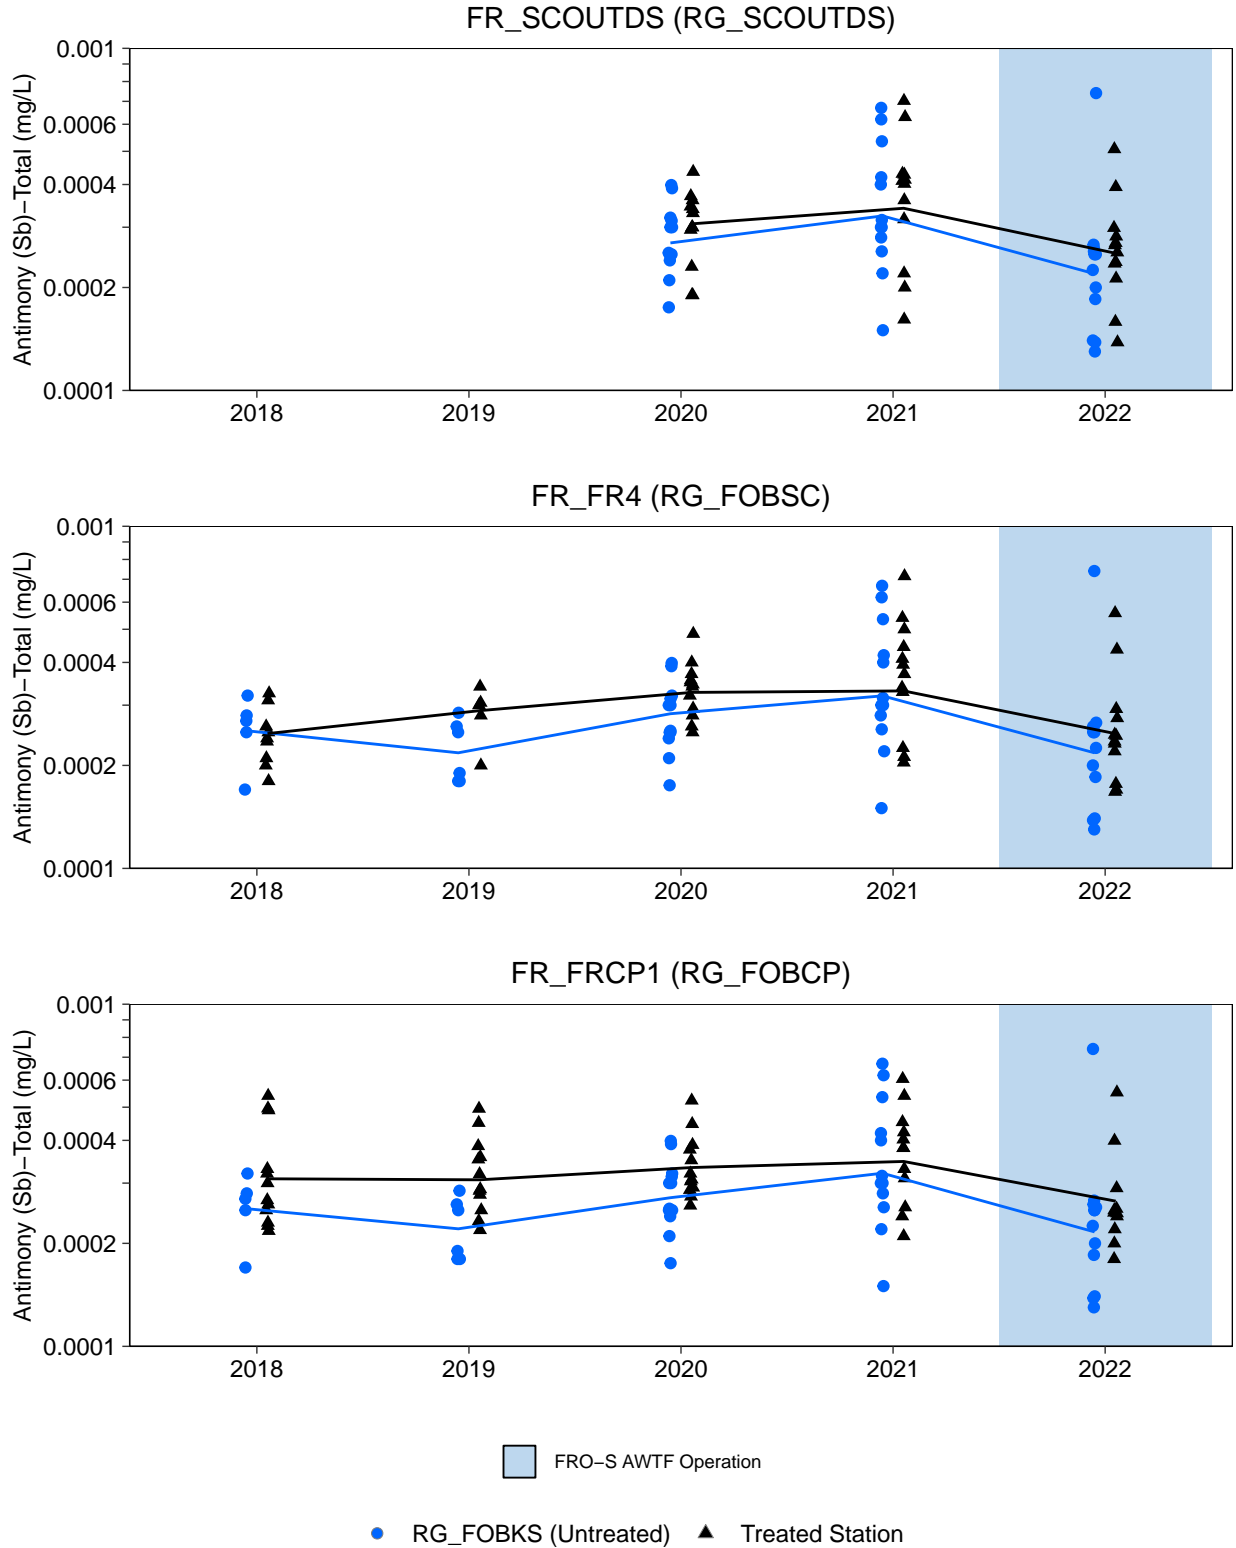 FR_SCOUTDS (RG_SCOUTDS)
Antimony (Sb)−Total (mg/L)
0.001
0.0006
0.0004
0.0002
0.0001
2018 2019 2020 2021 2022
FR_FR4 (RG_FOBSC)
Antimony (Sb)−Total (mg/L)
0.001
0.0006
0.0004
0.0002
0.0001
2018 2019 2020 2021 2022
FR_FRCP1 (RG_FOBCP)
Antimony (Sb)−Total (mg/L)
0.001
0.0006
0.0004
0.0002
0.0001
2018 2019 2020 2021 2022
FRO−S AWTF Operation
RG_FOBKS (Untreated) Treated Station